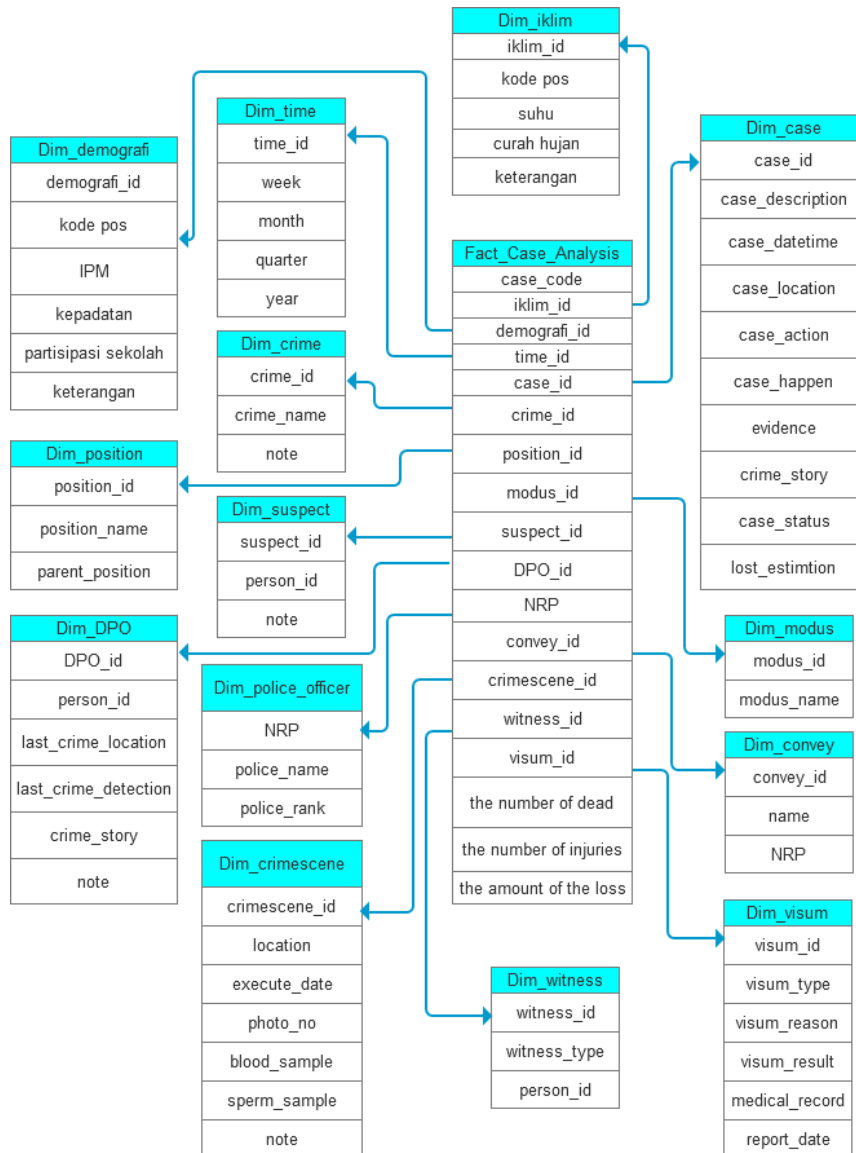 Dim_iklim
iklim_id
kode pos
suhu
curah hujan
keterangan
Dim_time
time_id
week
month
quarter
year
Dim_demografi
demografi_id
kode pos
IPM
kepadatan
partisipasi sekolah
keterangan
Dim_case
case_id
case_description
case_datetime
case_location
case_action
case_happen
evidence
crime_story
case_status
lost_estimtion
Fact_Case_Analysis
case_code
iklim_id
demografi_id
time_id
case_id
crime_id
position_id
modus_id
suspect_id
DPO_id
NRP
convey_id
crimescene_id
witness_id
visum_id
the number of dead
the number of injuries
the amount of the loss
Dim_crime
crime_id
crime_name
note
Dim_position
position_id
position_name
parent_position
Dim_suspect
suspect_id
person_id
note
Dim_DPO
DPO_id
person_id
last_crime_location
last_crime_detection
crime_story
note
Dim_police_officer
NRP
police_name
police_rank
Dim_modus
modus_id
modus_name
Dim_convey
convey_id
name
NRP
Dim_crimescene
crimescene_id
location
execute_date
photo_no
blood_sample
sperm_sample
note
Dim_witness
witness_id
witness_type
person_id
Dim_visum
visum_id
visum_type
visum_reason
visum_result
medical_record
report_date